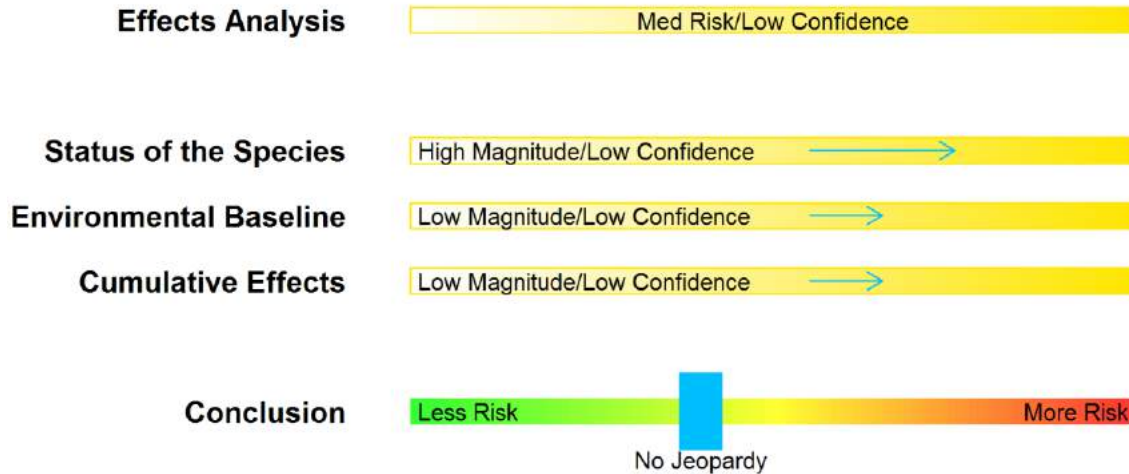 Effects Analysis Med Risk/Low Confidence
Status of the Species High Magnitude/Low Confidence
Environmental Baseline Low Magnitude/Low Confidence
Cumulative Effects Low Magnitude/Low Confidence
Conclusion Less Risk More Risk
No Jeopardy